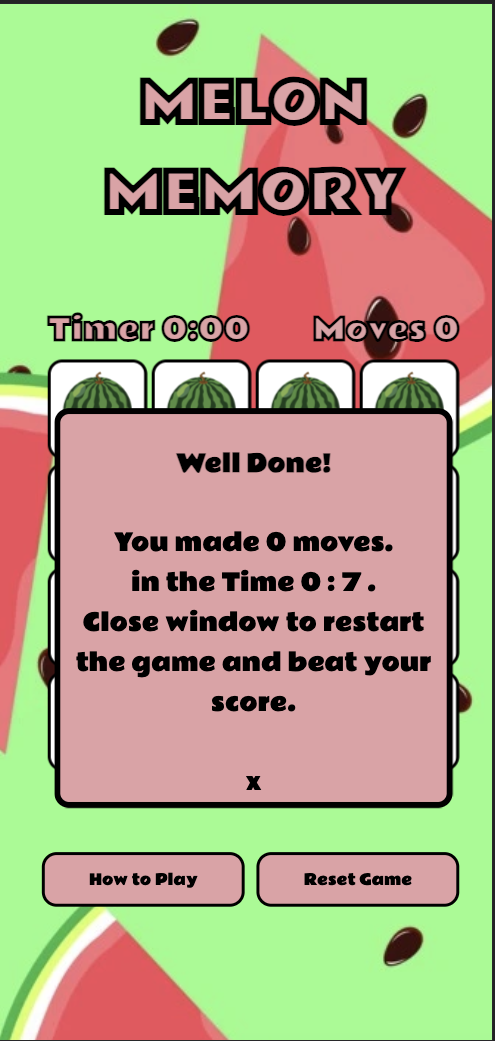 MELON
MEMORY
Timer 0:00 Moves 0
Well Done!
You made 0 moves.
in the Time 0 : 7 .
Close window to restart
the game and beat your
score.
x
How to Play Reset Game